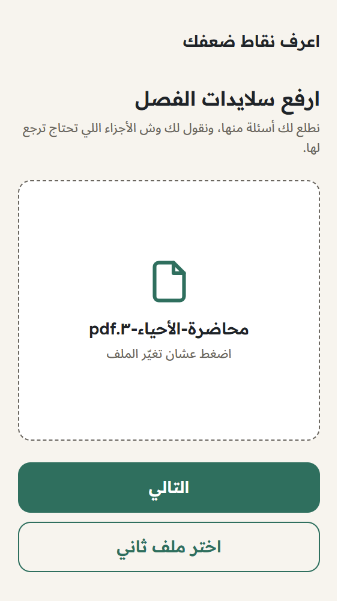 اعرف نقاط ضعفك
ارفع سلايدات الفصل
نطلع لك أسئلة منها، ونقول لك وش الأجزاء اللي تحتاج ترجع
لها.
محاضرة-الأحياء-٣.pdf
اضغط عشان تغيّر الملف
التالي
اختر ملف ثاني